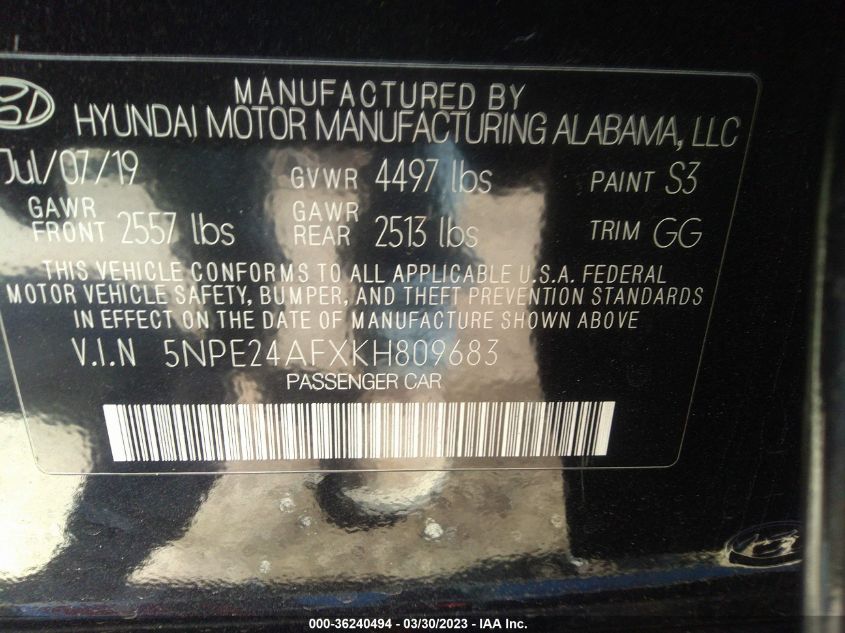 MANUFACTURED BY
HYUNDAI MOTOR MANUFACTURING ALABAMA, LLC
Jul/07/19 GVWR 4497 lbs PAINT S3
GAWR FRONT 2557 lbs GAWR REAR 2513 lbs TRIM GG
THIS VEHICLE CONFORMS TO ALL APPLICABLE U.S.A. FEDERAL
MOTOR VEHICLE SAFETY, BUMPER, AND THEFT PREVENTION STANDARDS
IN EFFECT ON THE DATE OF MANUFACTURE SHOWN ABOVE
V.I.N 5NPE24AFXKH809683
PASSENGER CAR
000-36240494 — 03/30/2023 — IAA Inc.